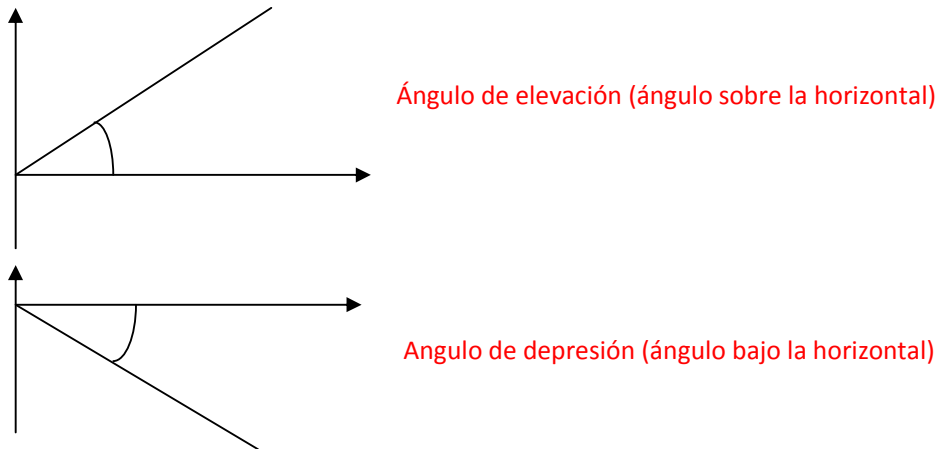 Ángulo de elevación (ángulo sobre la horizontal)
Angulo de depresión (ángulo bajo la horizontal)